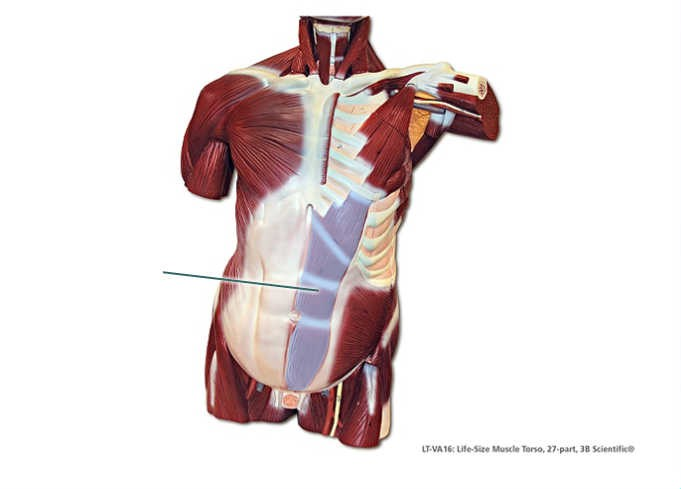 LT-VA16: Life-Size Muscle Torso, 27-part, 3B Scientific®